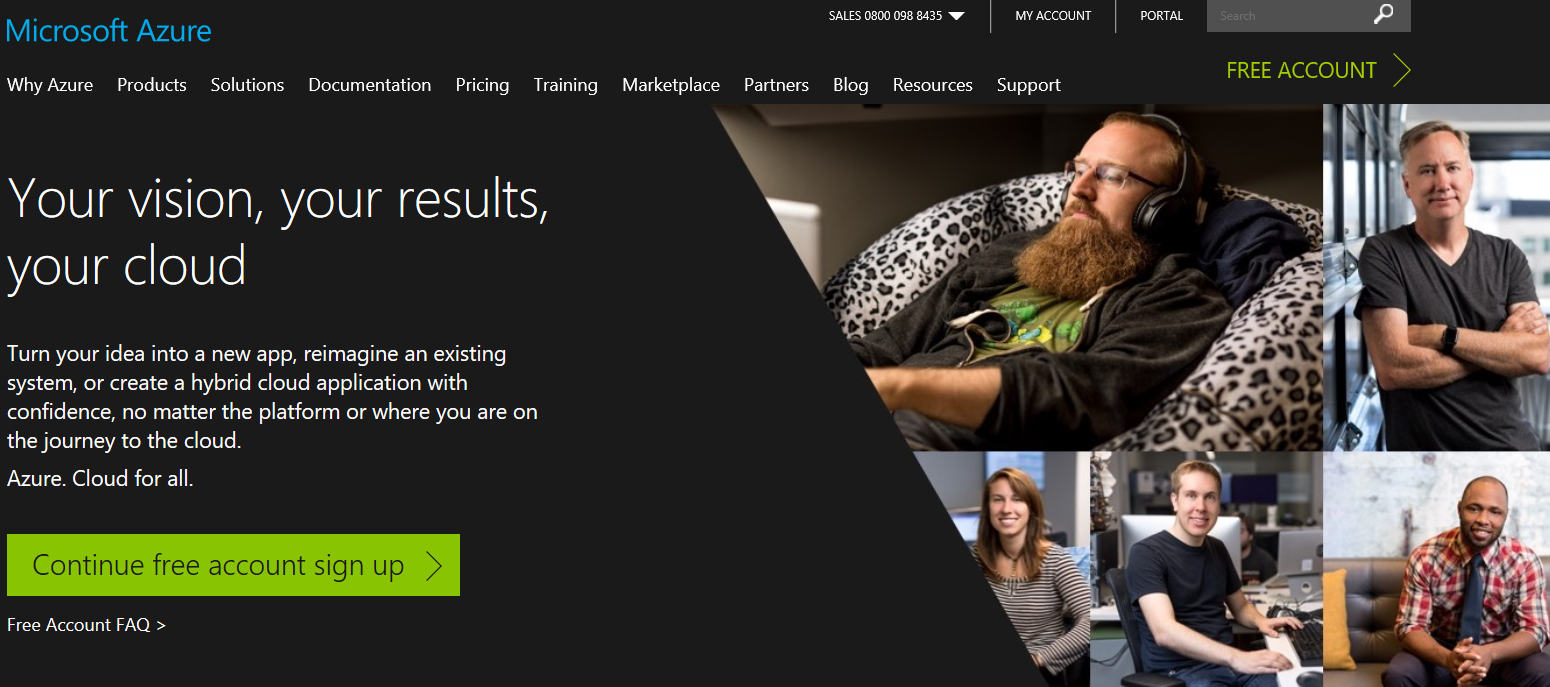 Microsoft Azure
SALES 0800 098 8435
MY ACCOUNT
PORTAL
Search
FREE ACCOUNT
Why Azure Products Solutions Documentation Pricing Training Marketplace Partners Blog Resources Support
Your vision, your results,
your cloud
Turn your idea into a new app, reimagine an existing
system, or create a hybrid cloud application with
confidence, no matter the platform or where you are on
the journey to the cloud.
Azure. Cloud for all.
Continue free account sign up
Free Account FAQ >